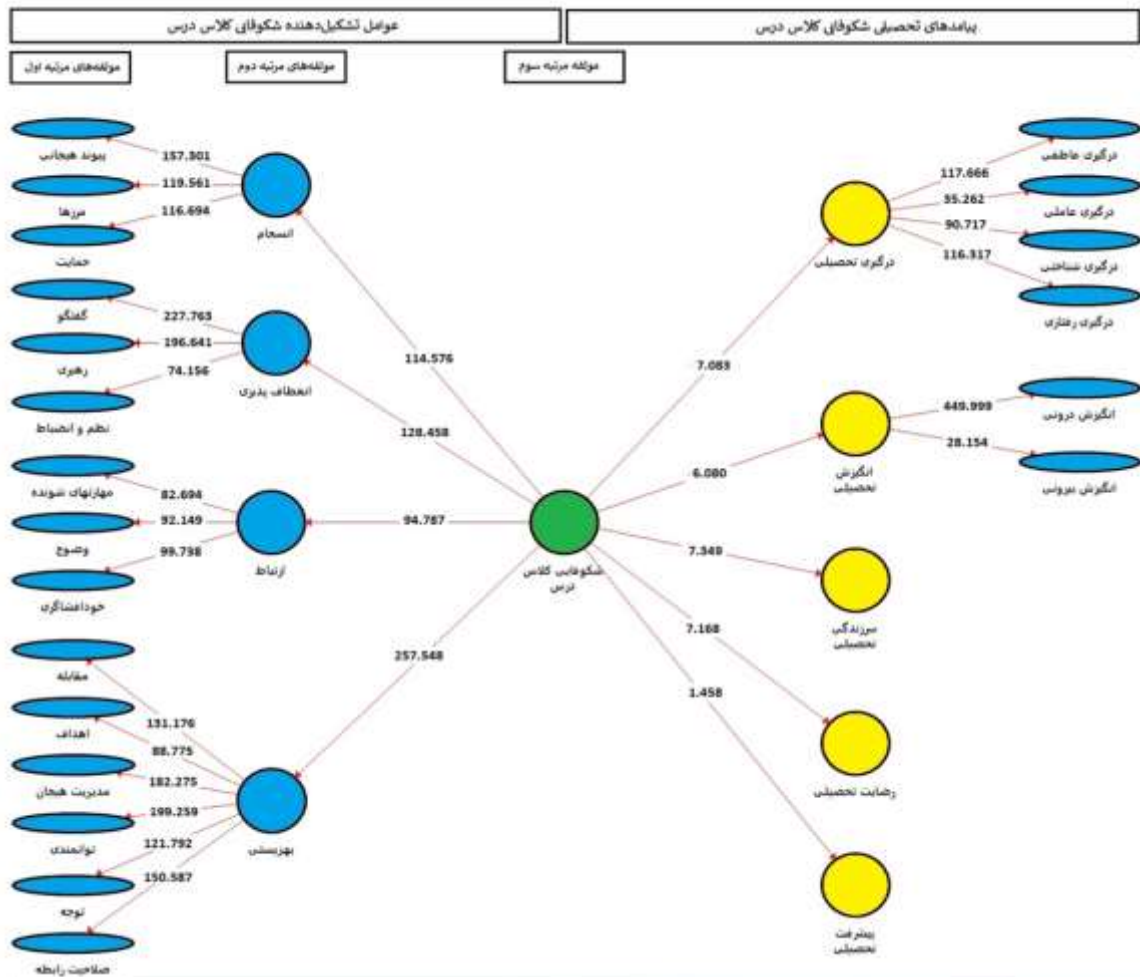 پیامدهای تحصیلی شکوفایی کلاس درس
عوامل تشکیل‌دهنده شکوفایی کلاس درس
مولفه مرتبه سوم
مولفه‌های مرتبه دوم
مولفه‌های مرتبه اول
پیوند هیجانی
157.301
119.561
مرزها
116.694
حمایت
انسجام
گفتگو
227.763
196.641
رهبری
74.156
نظم و انضباط
انعطاف پذیری
مهارتهای شنونده
82.694
92.149
وضوح
99.738
خودافشاگری
ارتباط
مقابله
131.176
اهداف
88.775
182.275
مدیریت هیجان
199.259
توانمندی
121.792
150.587
توجه
صلاحیت رابطه
بهزیستی
114.576
128.458
94.787
257.548
شکوفایی کلاس
درس
7.083
6.080
7.349
7.168
1.458
درگیری تحصیلی
117.666
درگیری عاطفی
35.262
درگیری عاملی
90.717
درگیری شناختی
116.317
درگیری رفتاری
انگیزش
تحصیلی
449.999
انگیزش درونی
28.154
انگیزش بیرونی
سرزندگی
تحصیلی
رضایت تحصیلی
پیشرفت
تحصیلی